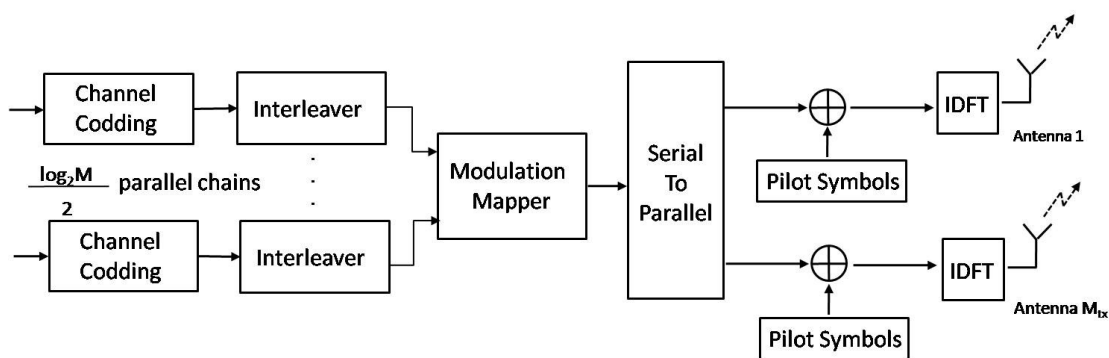 Channel
Codding
Interleaver
log₂M
2
parallel chains
Channel
Codding
Interleaver
Modulation
Mapper
Serial
To
Parallel
Pilot Symbols
IDFT
Antenna 1
Pilot Symbols
IDFT
Antenna Mₜₓ